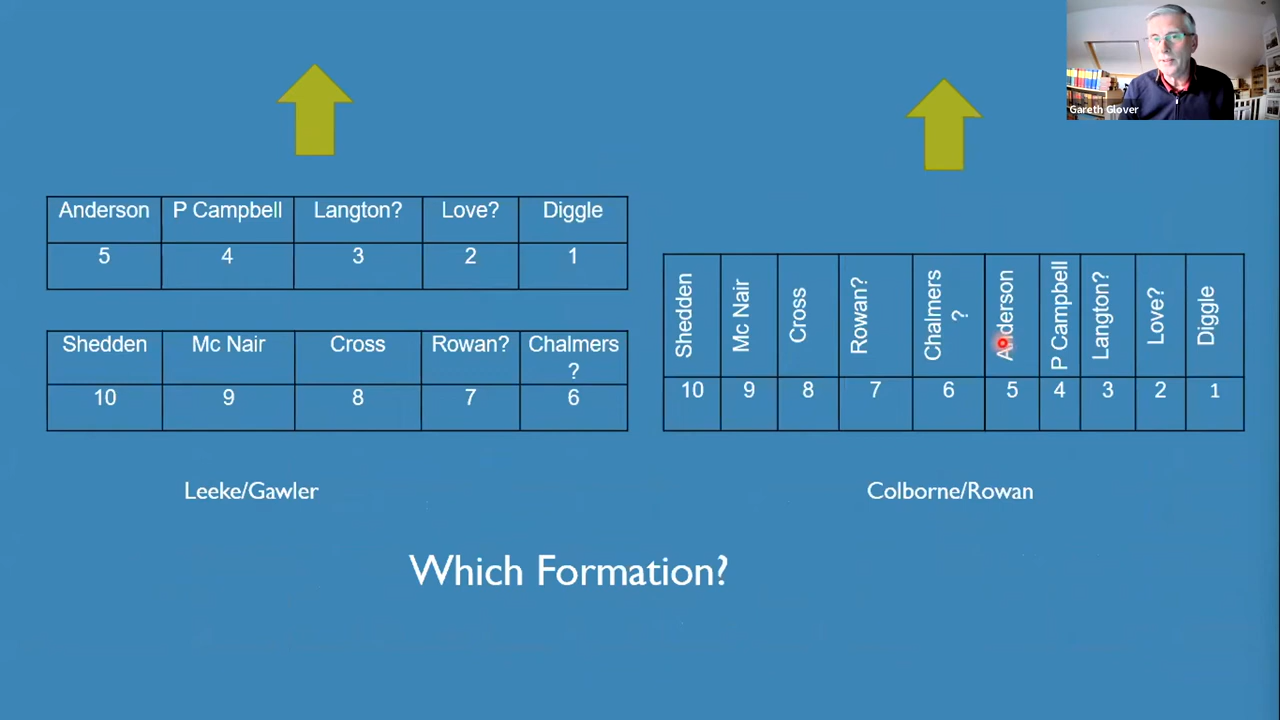 Gareth Glover
Anderson P Campbell Langton? Love? Diggle
5 4 3 2 1
Shedden Mc Nair Cross Rowan? Chalmers
?
10 9 8 7 6
Shedden Mc Nair Cross Rowan? Chalmers ? Anderson P Campbell Langton? Love? Diggle
10 9 8 7 6 5 4 3 2 1
Leeke/Gawler
Colborne/Rowan
Which Formation?